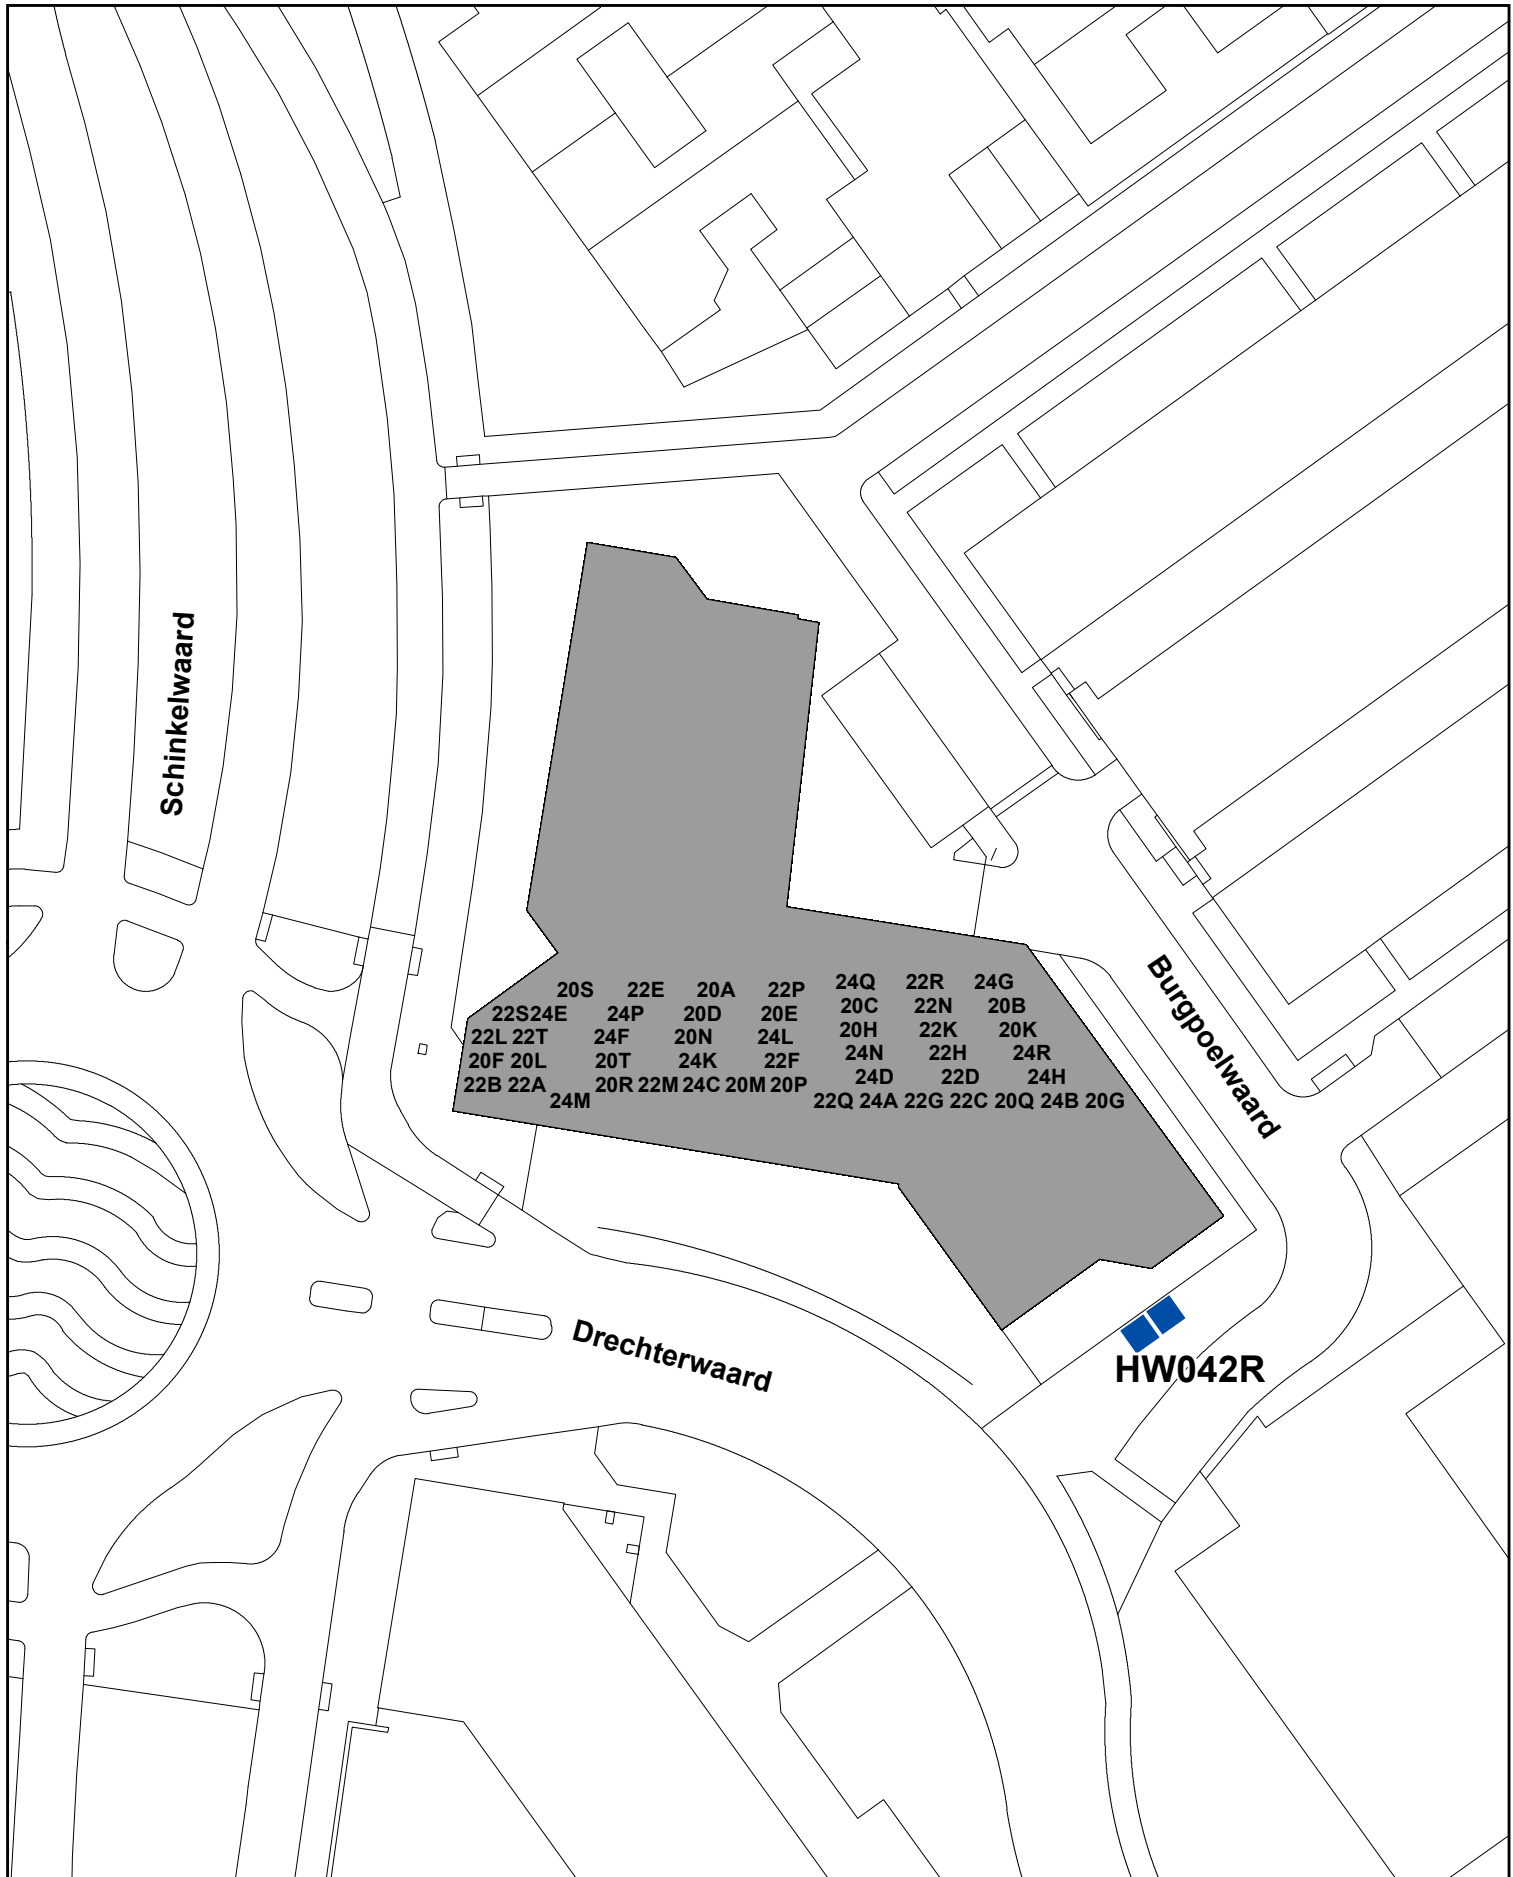 Schinkelwaard
20S 22E 20A 22P 24Q 22R 24G
22S24E 24P 20D 20E 20C 22N 20B
22L 22T 24F 20N 24L 20H 22K 20K
20F 20L 20T 24K 22F 24N 22H 24R
22B 22A 20R 22M 24C 20M 20P 24D 22D 24H
24M 22Q 24A 22G 22C 20Q 24B 20G
Burgpoelwaard
Drechterwaard
HW042R